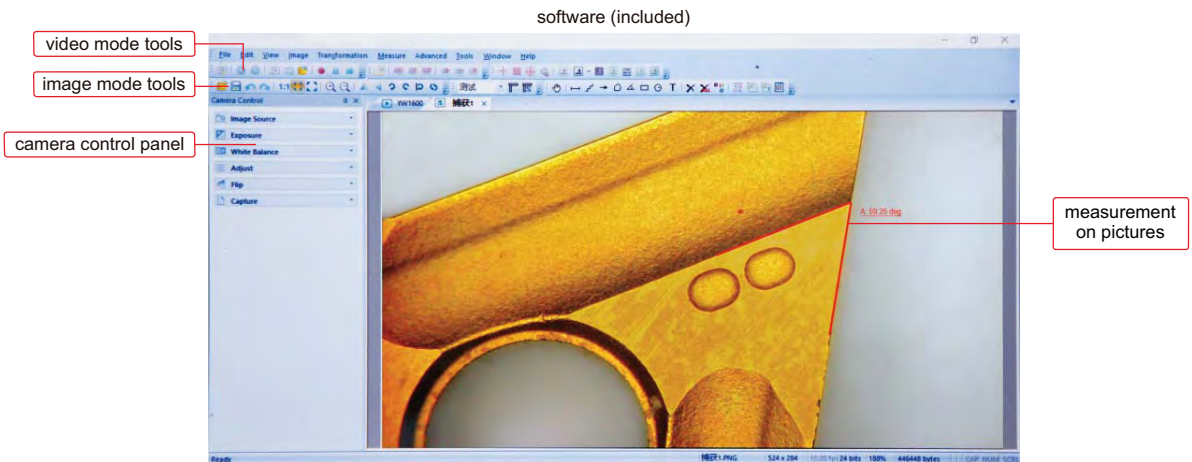 software (included)
video mode tools
image mode tools
camera control panel
measurement
on pictures
File Edit View Image Transformation Measure Advanced Tools Window Help
1:1
测试
T
Camera Control
YW1600 捕获1
Image Source
Exposure
White Balance
Adjust
Flip
Capture
A: 59.25 deg
Ready
捕获1.PNG 524 x 284 24 bits 188% 446448 bytes CAP NUM SCRL